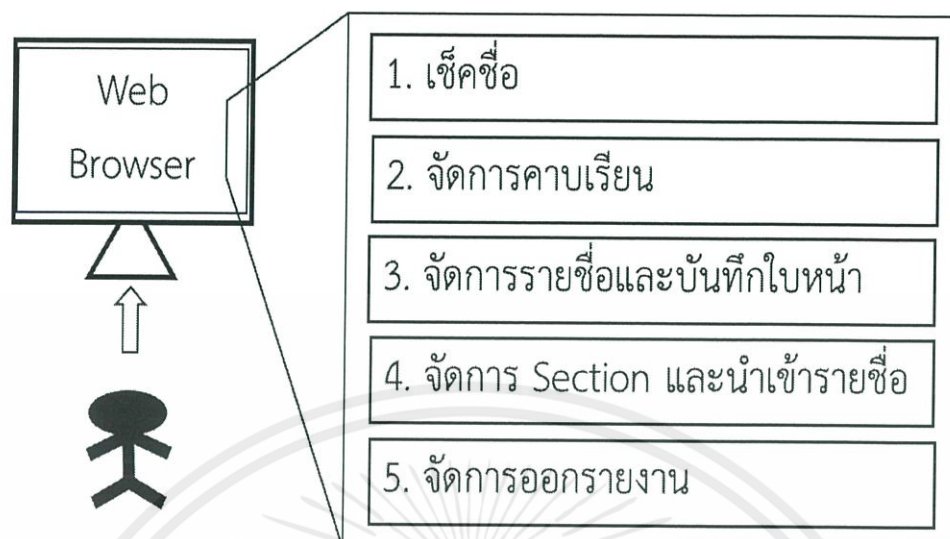 Web
Browser
1. เช็คชื่อ
2. จัดการคาบเรียน
3. จัดการรายชื่อและบันทึกใบหน้า
4. จัดการ Section และนำเข้ารายชื่อ
5. จัดการออกรายงาน